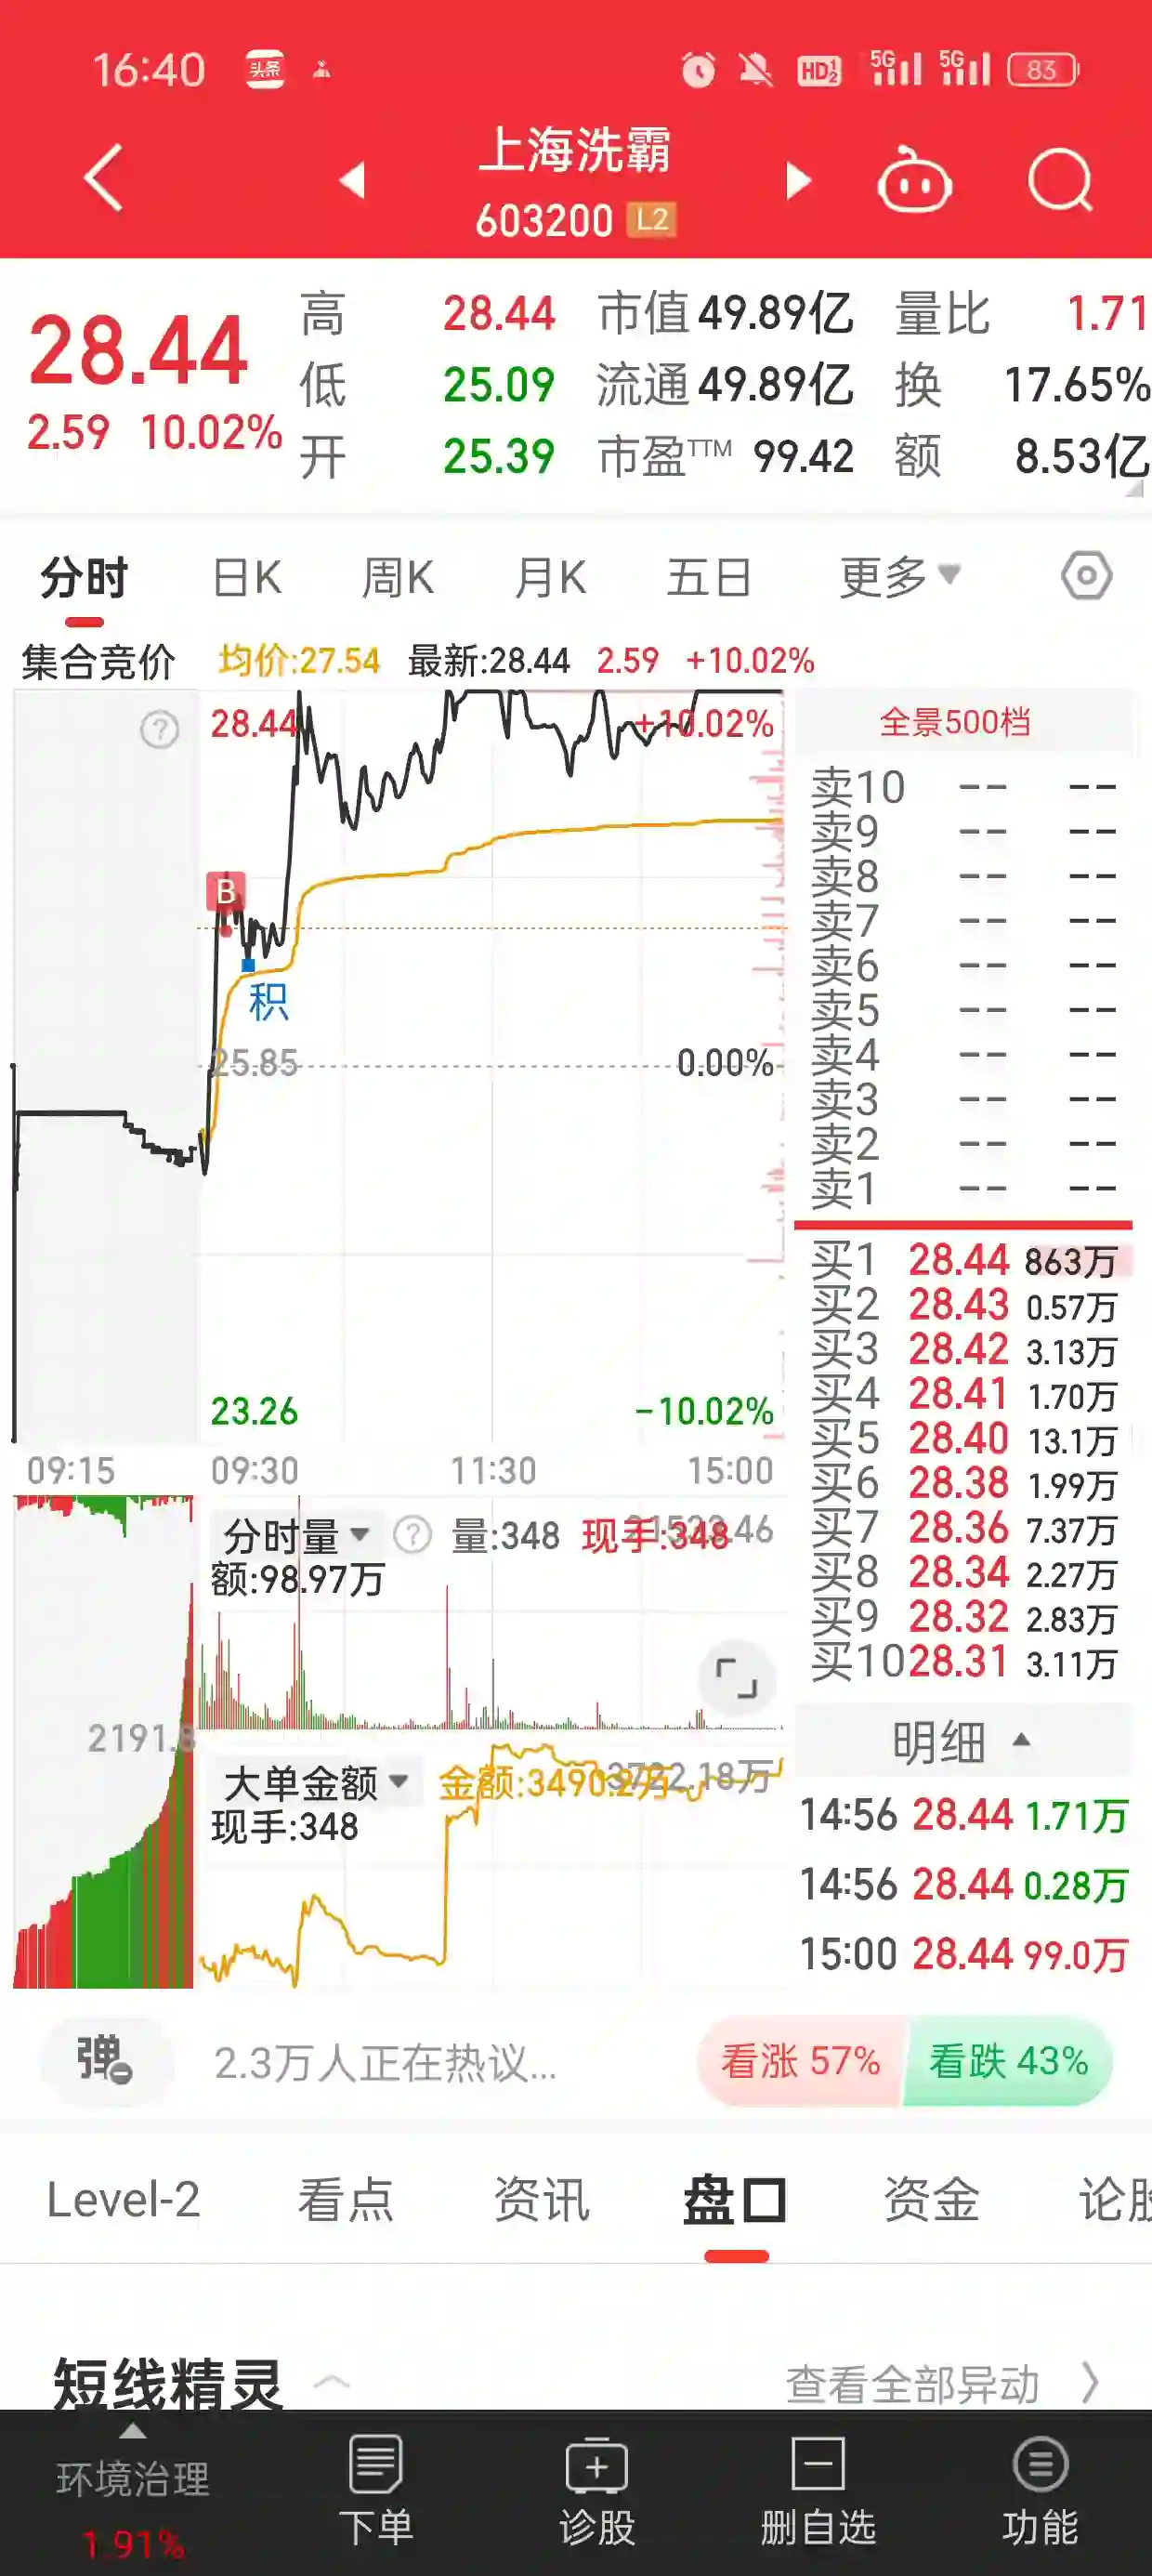 16:40 头条 HD 1 2 5G 5G 83
上海洗霸
603200 L2
28.44
2.59 10.02%
高 28.44 市值 49.89亿 量比 1.71
低 25.09 流通 49.89亿 换 17.65%
开 25.39 市盈TTM 99.42 额 8.53亿
分时 日K 周K 月K 五日 更多
集合竞价 均价:27.54 最新:28.44 2.59 +10.02%
28.44 +10.02%
B
积
25.85 0.00%
23.26 -10.02%
09:15 09:30 11:30 15:00
全景500档
卖10 -- --
卖9 -- --
卖8 -- --
卖7 -- --
卖6 -- --
卖5 -- --
卖4 -- --
卖3 -- --
卖2 -- --
卖1 -- --
买1 28.44 863万
买2 28.43 0.57万
买3 28.42 3.13万
买4 28.41 1.70万
买5 28.40 13.1万
买6 28.38 1.99万
买7 28.36 7.37万
买8 28.34 2.27万
买9 28.32 2.83万
买10 28.31 3.11万
分时量 ? 量:348 现手:348
额:98.97万
2191.8
大单金额 金额:3490.2万 3722.18万
现手:348
明细
14:56 28.44 1.71万
14:56 28.44 0.28万
15:00 28.44 99.0万
弹 2.3万人正在热议... 看涨 57% 看跌 43%
Level-2 看点 资讯 盘口 资金 论股
短线精灵 查看全部异动
环境治理 下单 诊股 删自选 功能
1.91%